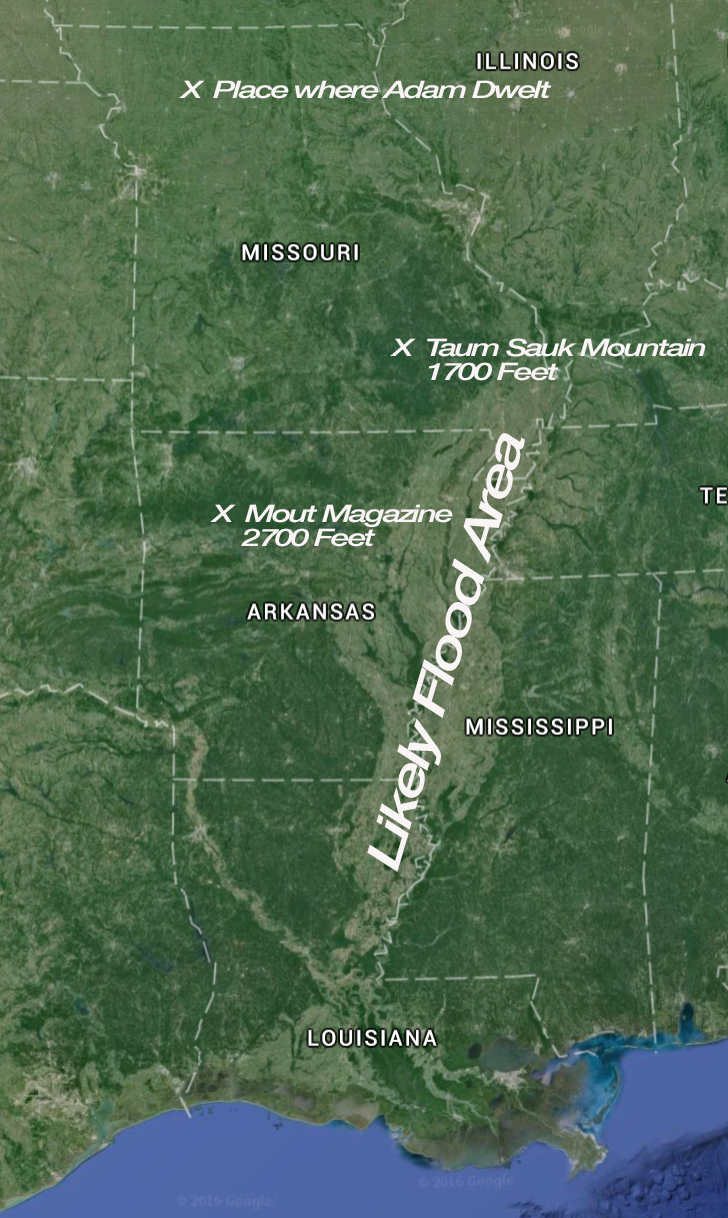 ILLINOIS
X Place where Adam Dwelt
MISSOURI
X Taum Sauk Mountain
1700 Feet
Likely Flood Area
TE
X Mout Magazine
2700 Feet
ARKANSAS
MISSISSIPPI
LOUISIANA
© 2016 Google
© 2016 Google